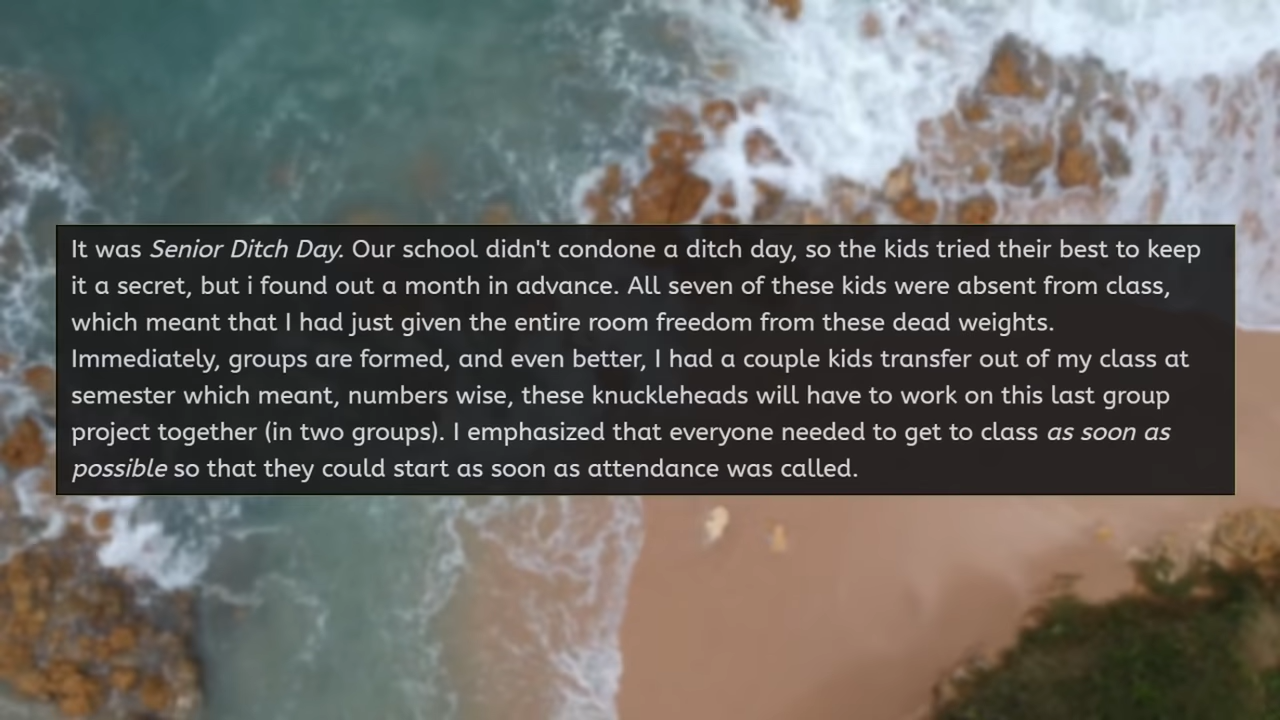 It was Senior Ditch Day. Our school didn't condone a ditch day, so the kids tried their best to keep
it a secret, but i found out a month in advance. All seven of these kids were absent from class,
which meant that I had just given the entire room freedom from these dead weights.
Immediately, groups are formed, and even better, I had a couple kids transfer out of my class at
semester which meant, numbers wise, these knuckleheads will have to work on this last group
project together (in two groups). I emphasized that everyone needed to get to class as soon as
possible so that they could start as soon as attendance was called.